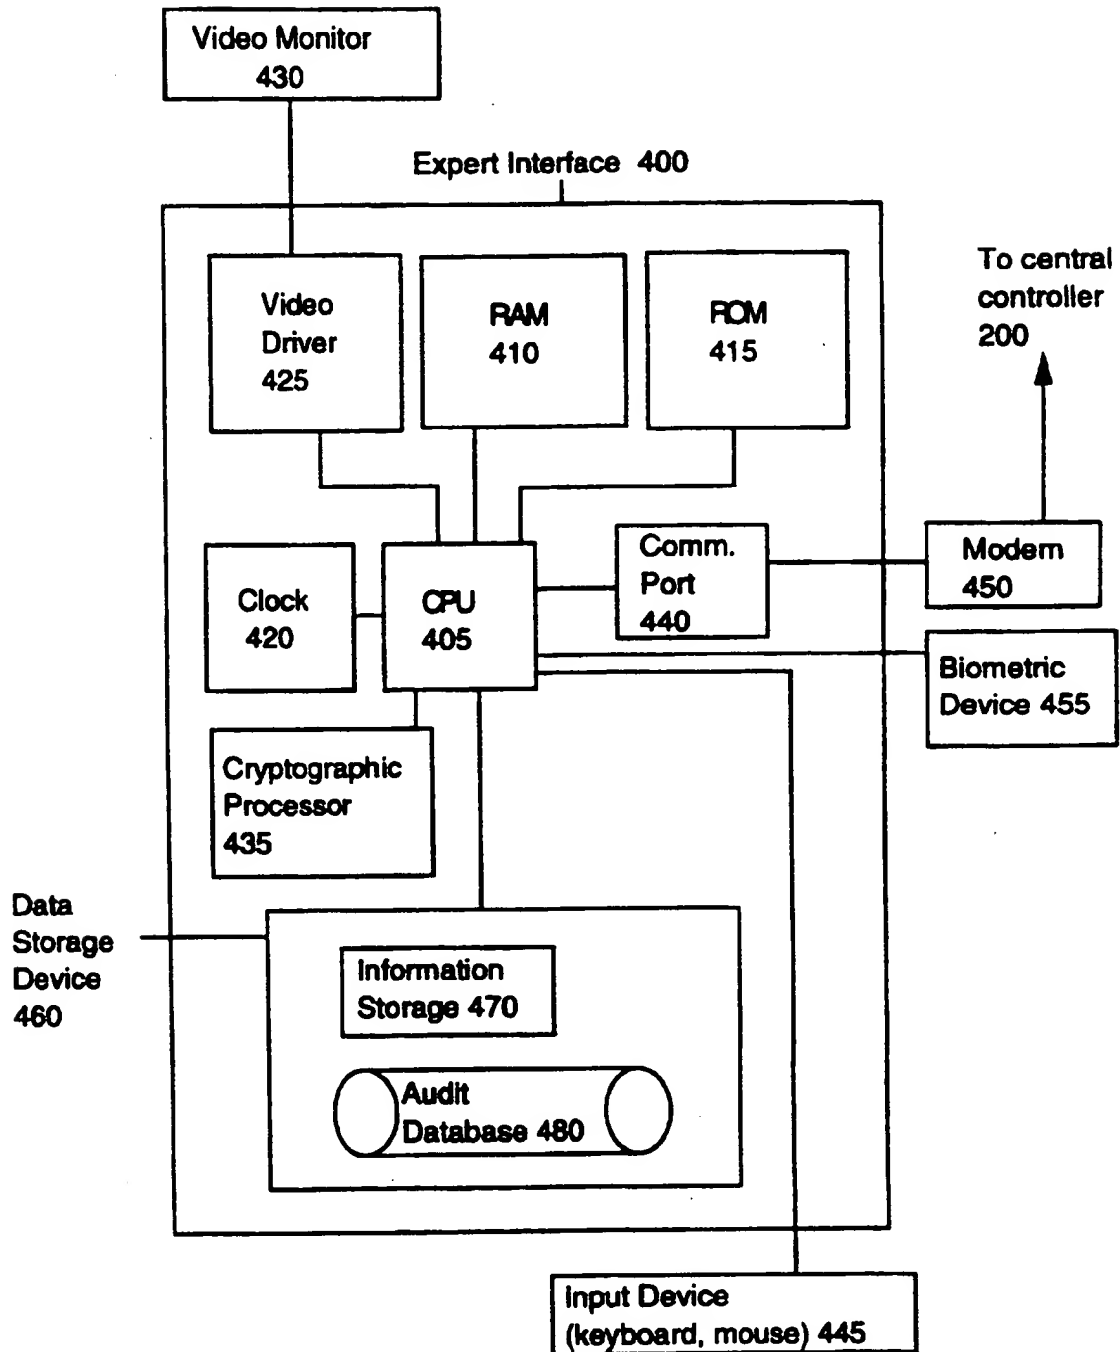 Video Monitor
430
Expert Interface 400
To central
controller
200
Video
Driver
425
RAM
410
ROM
415
Clock
420
CPU
405
Comm.
Port
440
Modem
450
Biometric
Device 455
Cryptographic
Processor
435
Data
Storage
Device
460
Information
Storage 470
Audit
Database 480
Input Device
(keyboard, mouse) 445